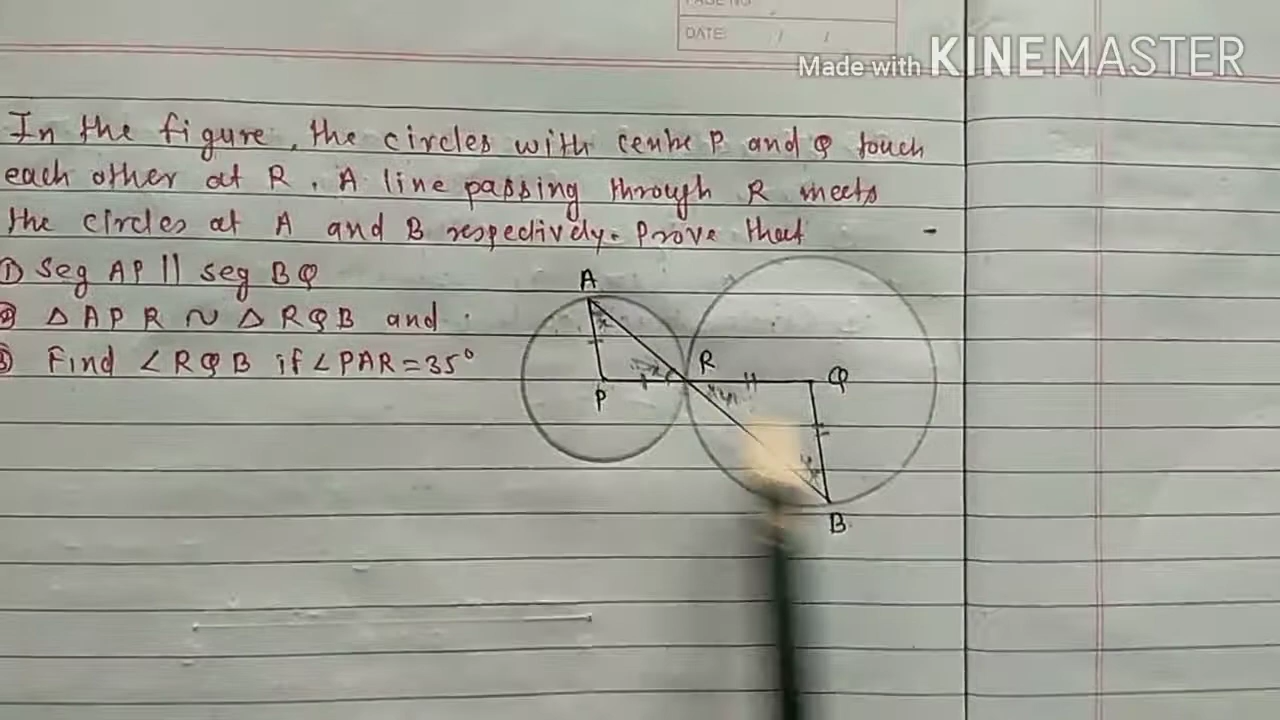 PAGE NO
DATE: / /
Made with KINEMASTER
In the figure, the circles with centre P and Q touch
each other at R. A line passing through R meets
the circles at A and B respectively. Prove that -
① Seg AP || seg BQ
② △ APR ~ △ RQB and
③ Find ∠RQB if ∠PAR = 35°
A
R
P
Q
B